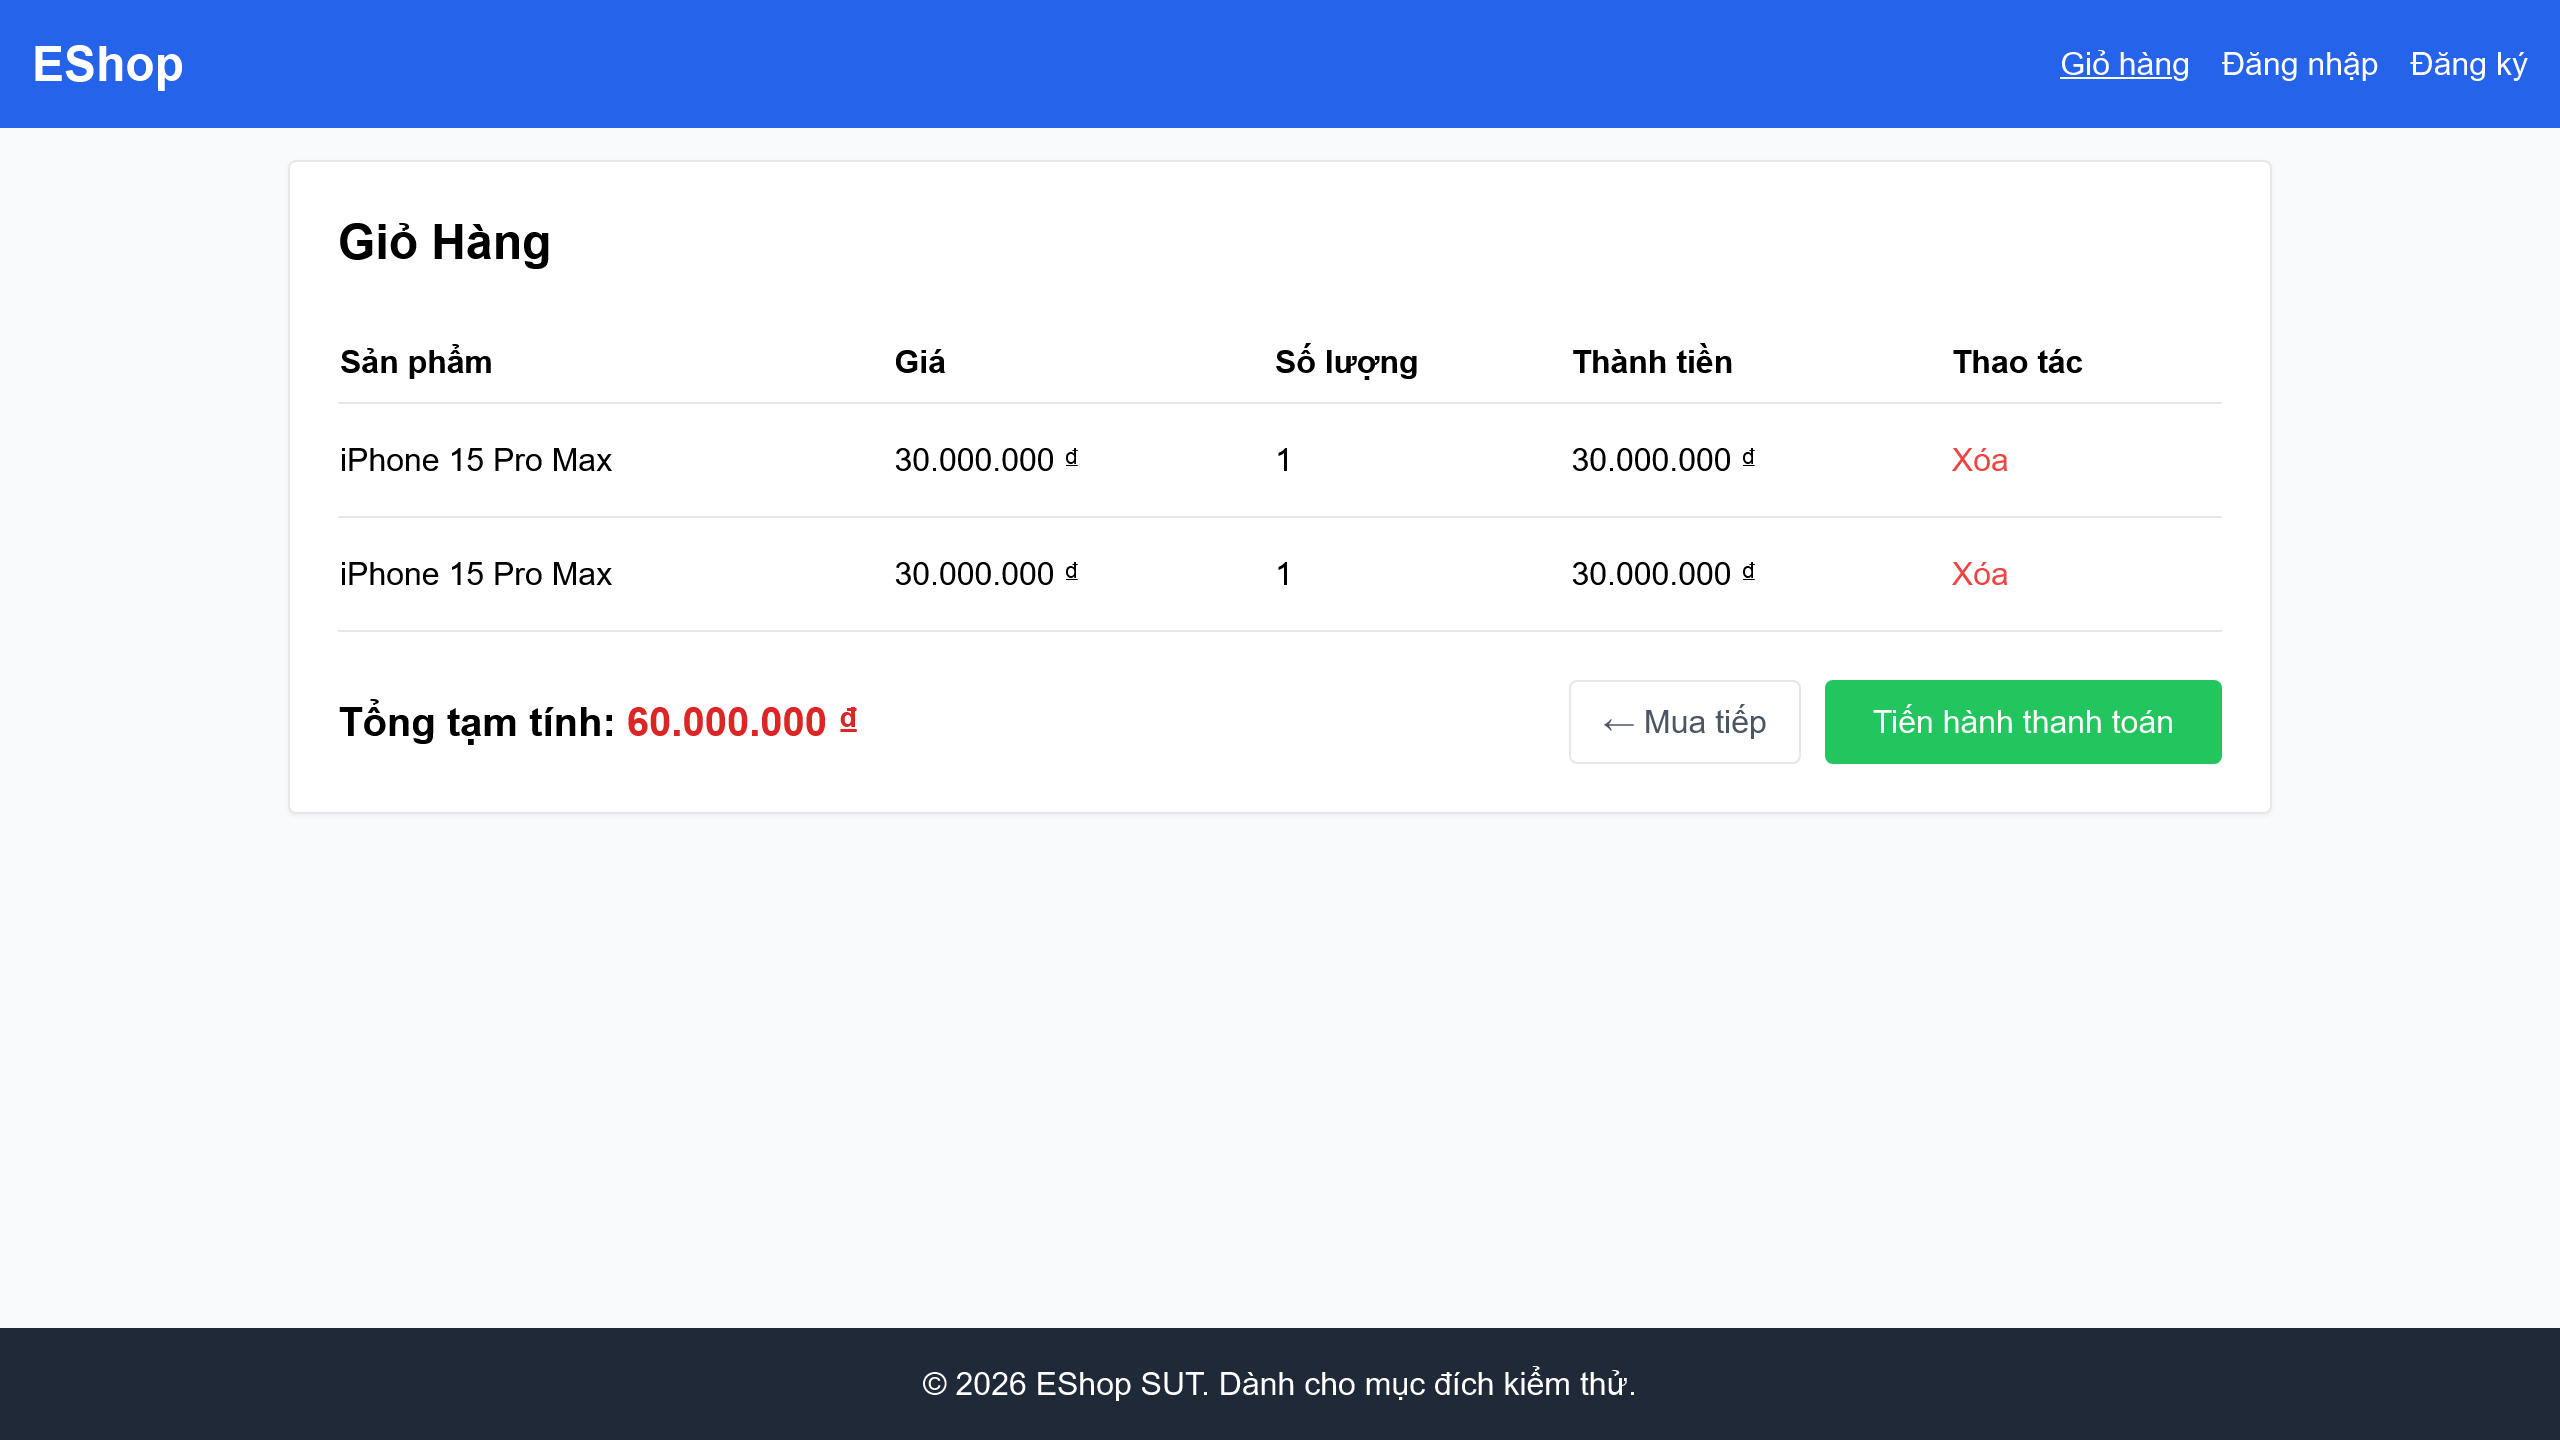 EShop
Giỏ hàng Đăng nhập Đăng ký
Giỏ Hàng
Sản phẩm Giá Số lượng Thành tiền Thao tác
iPhone 15 Pro Max 30.000.000 ₫ 1 30.000.000 ₫ Xóa
iPhone 15 Pro Max 30.000.000 ₫ 1 30.000.000 ₫ Xóa
Tổng tạm tính: 60.000.000 ₫
← Mua tiếp Tiến hành thanh toán
© 2026 EShop SUT. Dành cho mục đích kiểm thử.